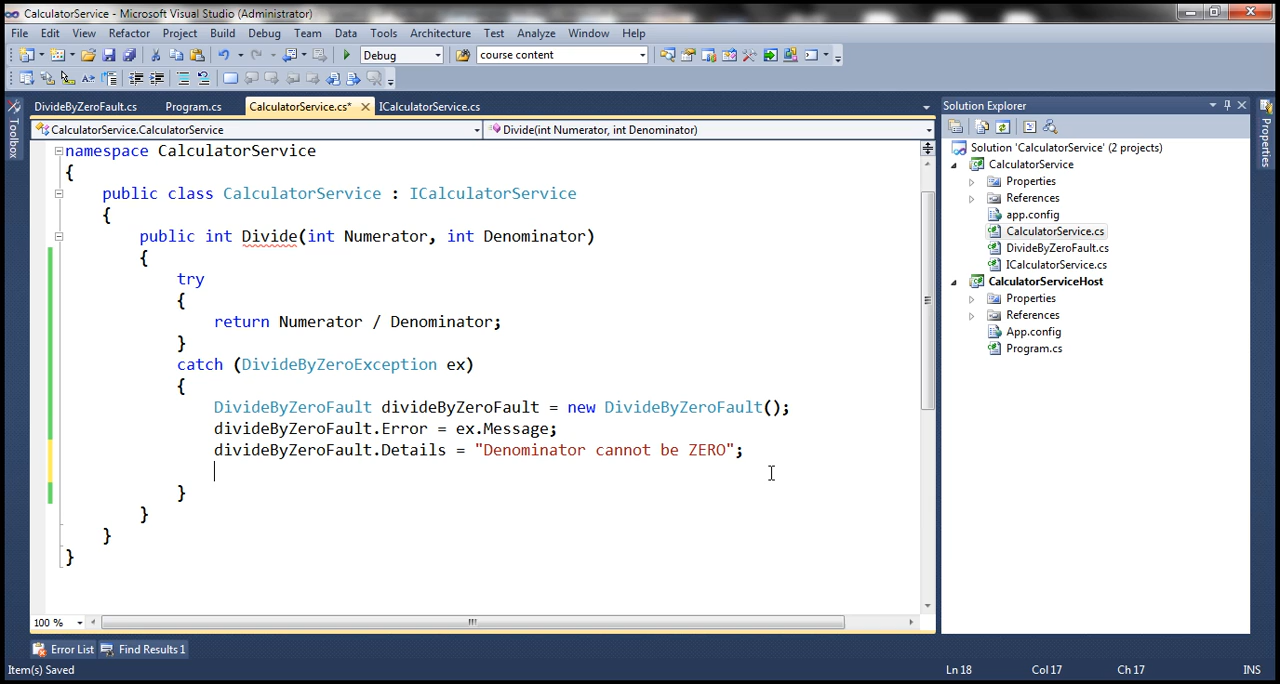 CalculatorService - Microsoft Visual Studio (Administrator)
File Edit View Refactor Project Build Debug Team Data Tools Architecture Test Analyze Window Help
Debug course content
DivideByZeroFault.cs Program.cs CalculatorService.cs* ICalculatorService.cs
CalculatorService.CalculatorService Divide(int Numerator, int Denominator)
Toolbox
namespace CalculatorService
{
public class CalculatorService : ICalculatorService
{
public int Divide(int Numerator, int Denominator)
{
try
{
return Numerator / Denominator;
}
catch (DivideByZeroException ex)
{
DivideByZeroFault divideByZeroFault = new DivideByZeroFault();
divideByZeroFault.Error = ex.Message;
divideByZeroFault.Details = "Denominator cannot be ZERO";
}
}
}
}
100 %
Solution Explorer
Solution 'CalculatorService' (2 projects)
CalculatorService
Properties
References
app.config
CalculatorService.cs
DivideByZeroFault.cs
ICalculatorService.cs
CalculatorServiceHost
Properties
References
App.config
Program.cs
Properties
Error List Find Results 1
Item(s) Saved Ln 18 Col 17 Ch 17 INS